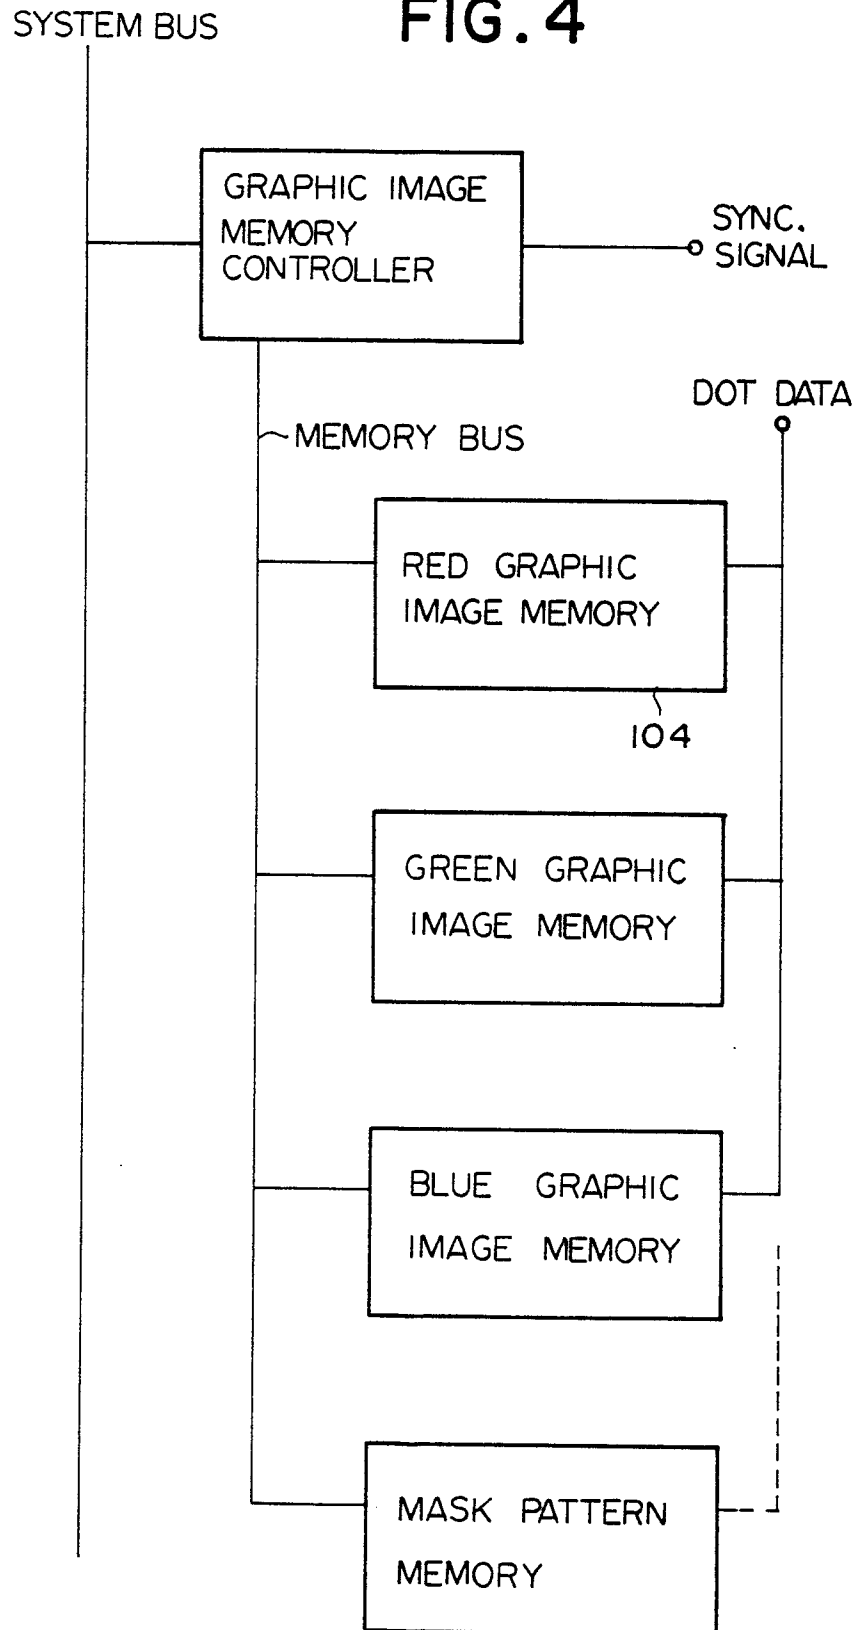 SYSTEM BUS
FIG. 4
GRAPHIC IMAGE
MEMORY
CONTROLLER
SYNC.
SIGNAL
DOT DATA
MEMORY BUS
RED GRAPHIC
IMAGE MEMORY
104
GREEN GRAPHIC
IMAGE MEMORY
BLUE GRAPHIC
IMAGE MEMORY
MASK PATTERN
MEMORY